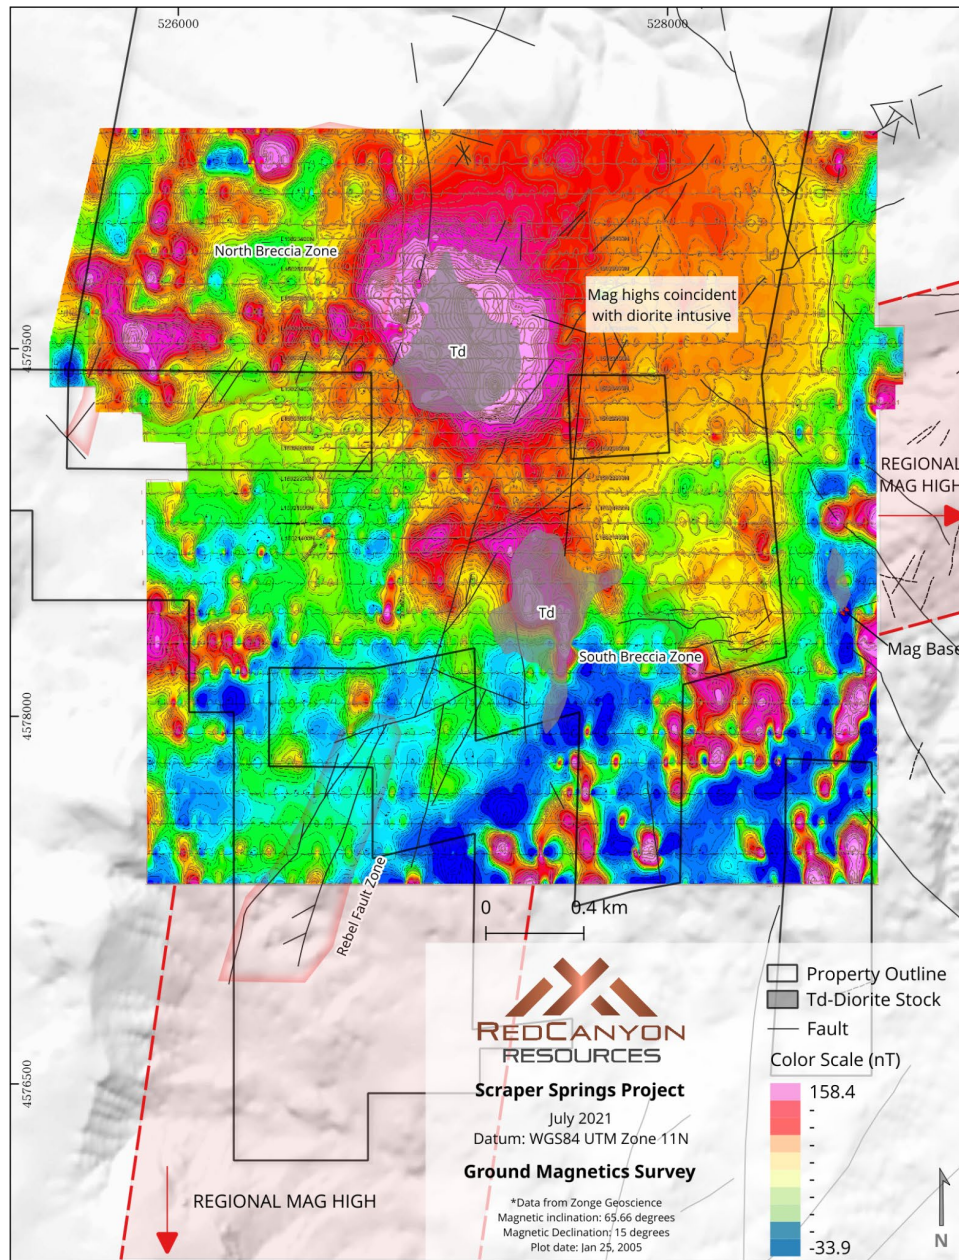 526000
528000
North Breccia Zone
Mag highs coincident
with diorite intrusive
Td
4579500
REGIONAL
MAG HIGH
Td
South Breccia Zone
Mag Base
4578000
Rebel Fault Zone
0
0.4 km
REDCANYON
RESOURCES
Scraper Springs Project
July 2021
Datum: WGS84 UTM Zone 11N
Ground Magnetics Survey
*Data from Zonge Geoscience
Magnetic inclination: 65.66 degrees
Magnetic Declination: 15 degrees
Plot date: Jan 25, 2005
Property Outline
Td-Diorite Stock
Fault
Color Scale (nT)
158.4
-
-
-
-
-
-
-
-33.9
4576500
REGIONAL MAG HIGH
N